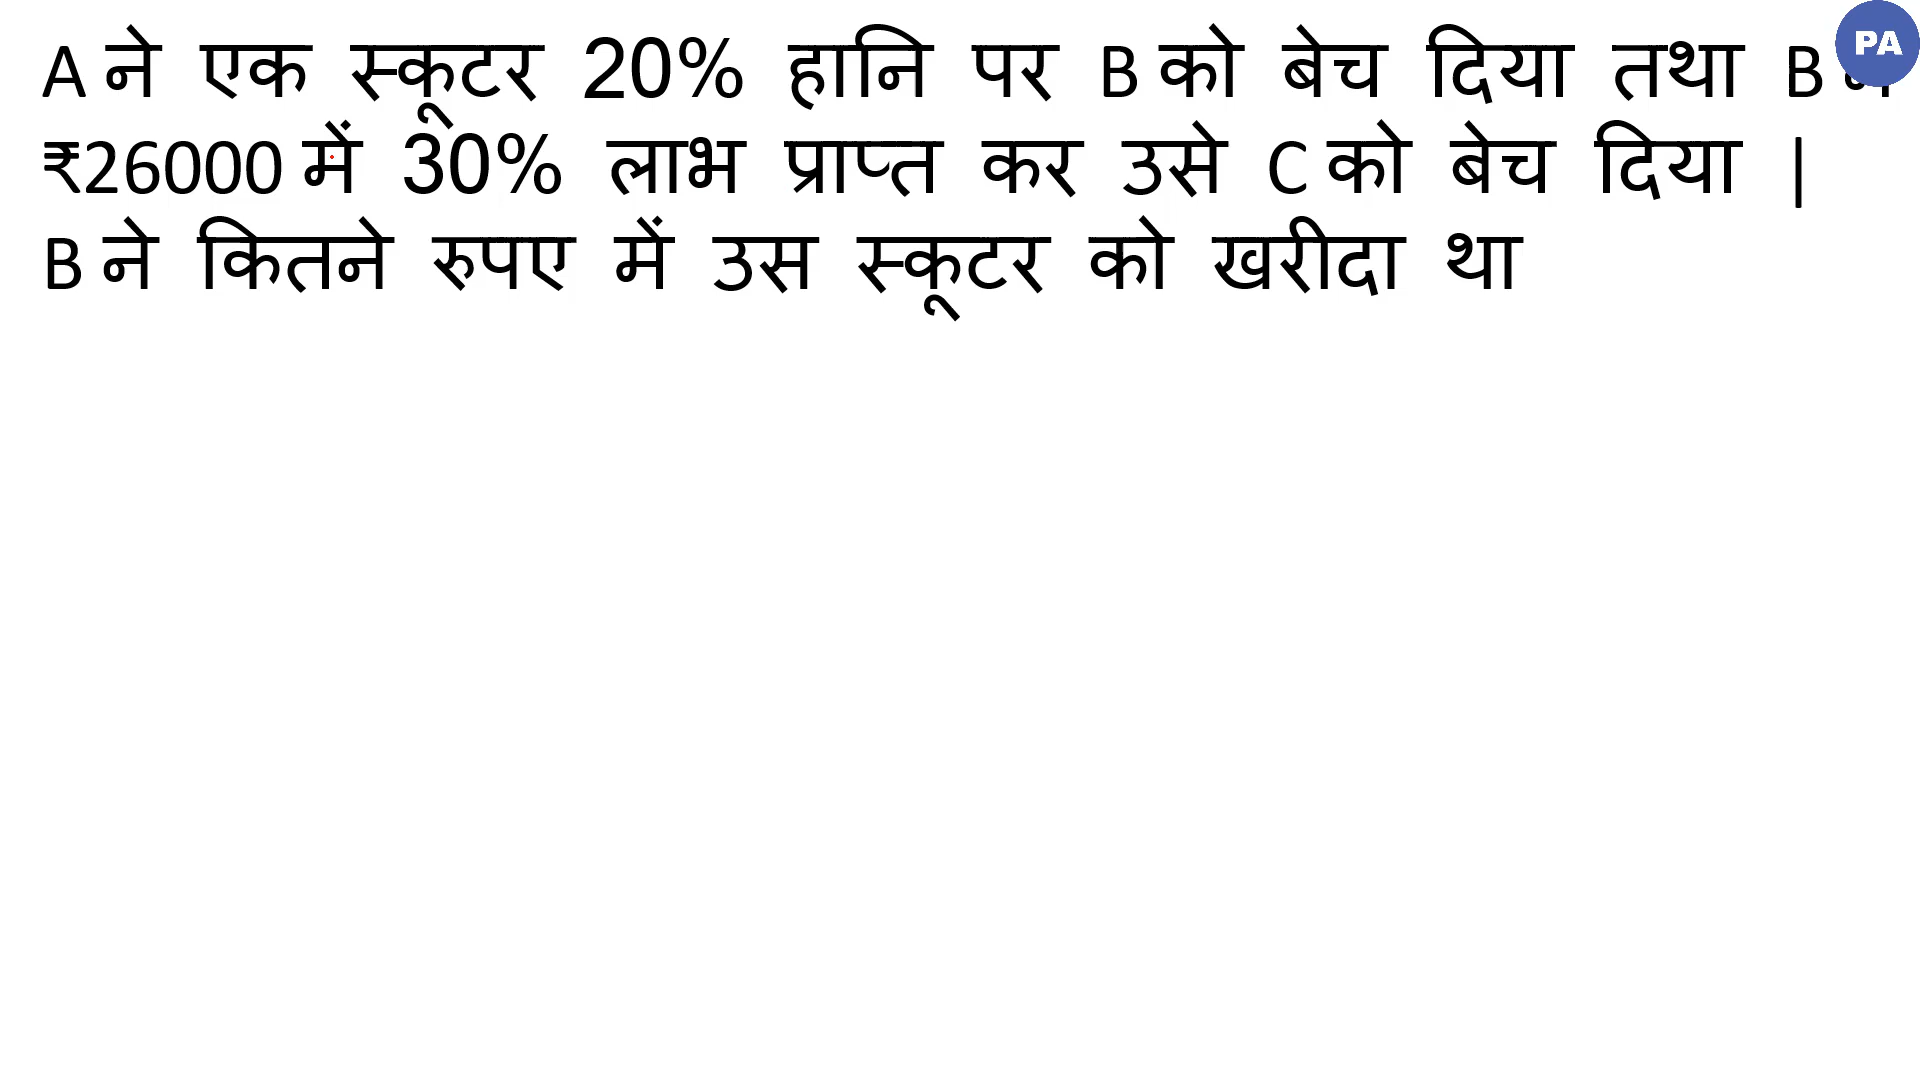 A ने एक स्कूटर 20% हानि पर B को बेच दिया तथा B
PA
₹26000 में 30% लाभ प्राप्त कर उसे C को बेच दिया |
B ने कितने रुपए में उस स्कूटर को खरीदा था